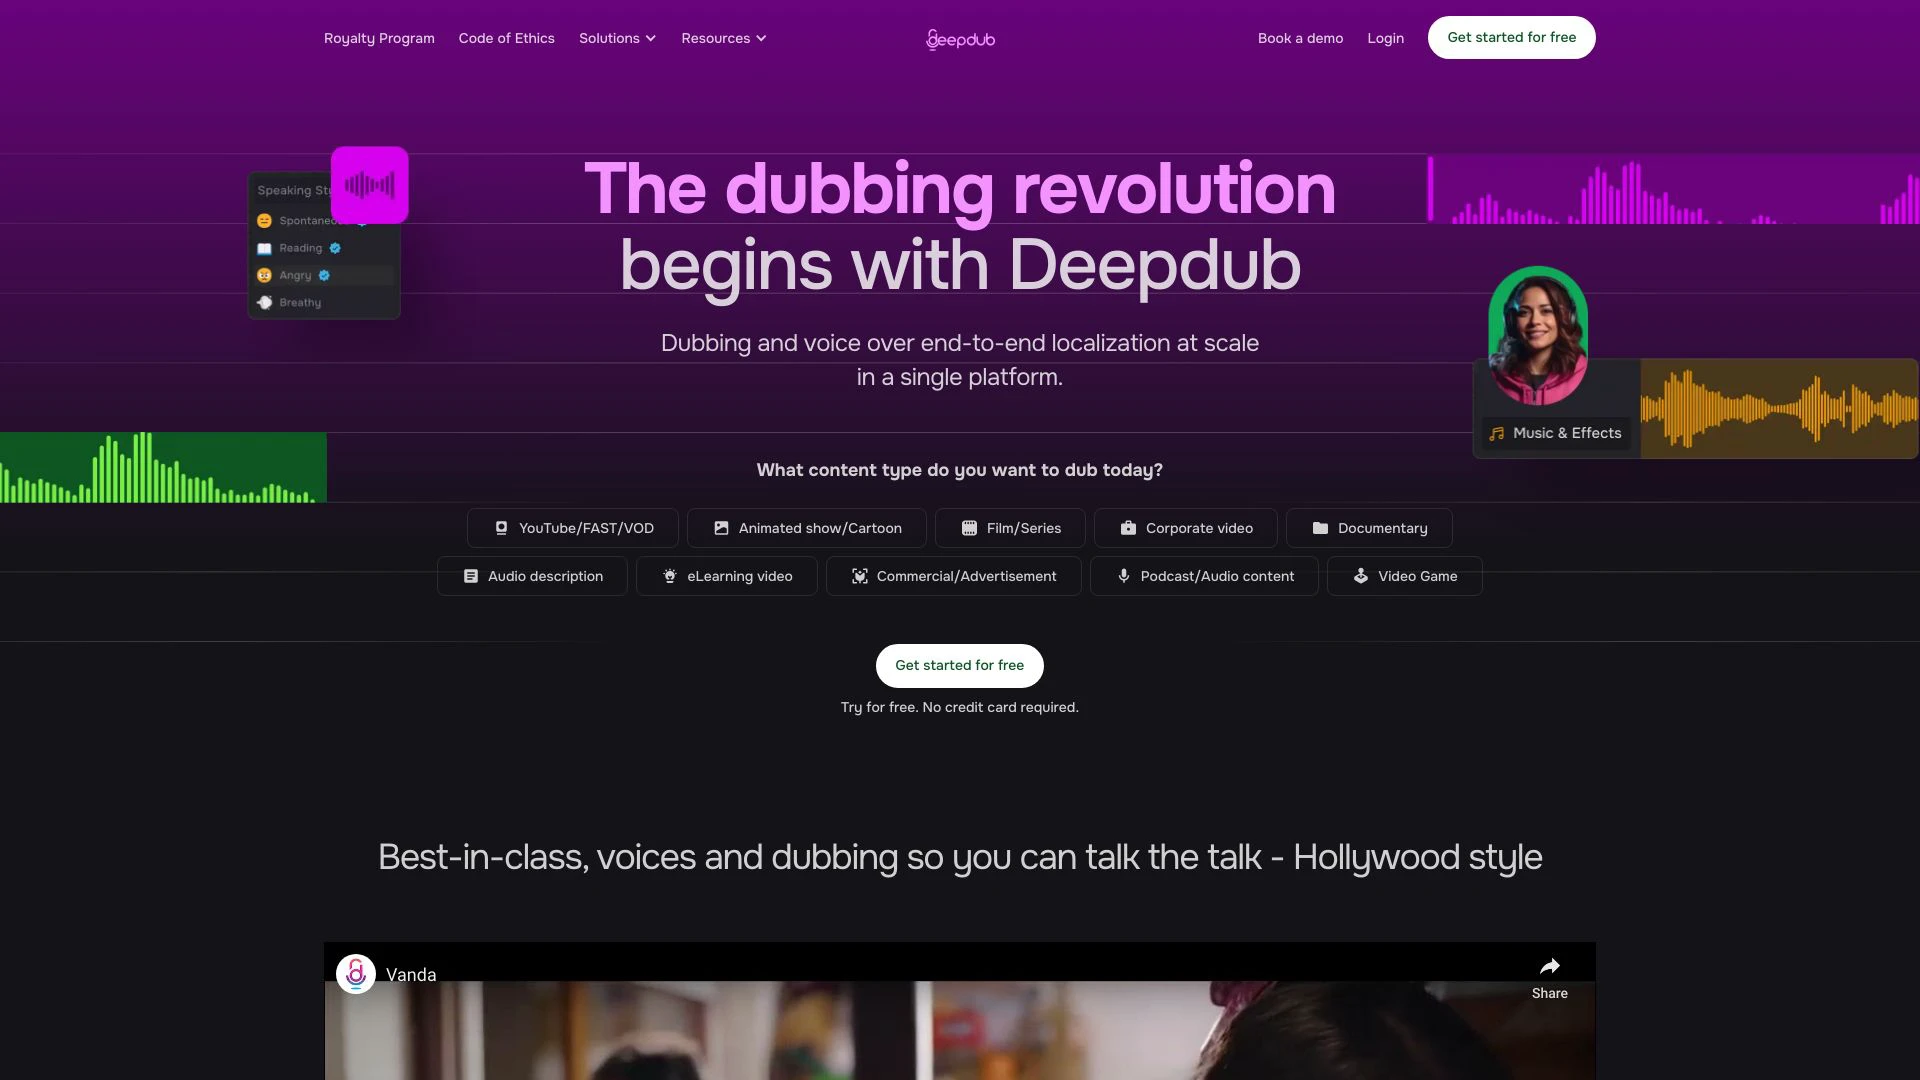 Royalty Program
Code of Ethics
Solutions
Resources
deepdub
Book a demo
Login
Get started for free
Speaking
Reading
Angry
Breathy
The dubbing revolution
begins with Deepdub
Dubbing and voice over end-to-end localization at scale
in a single platform.
Music & Effects
What content type do you want to dub today?
YouTube/FAST/VOD
Animated show/Cartoon
Film/Series
Corporate video
Documentary
Audio description
eLearning video
Commercial/Advertisement
Podcast/Audio content
Video Game
Get started for free
Try for free. No credit card required.
Best-in-class, voices and dubbing so you can talk the talk - Hollywood style
Vanda
Share